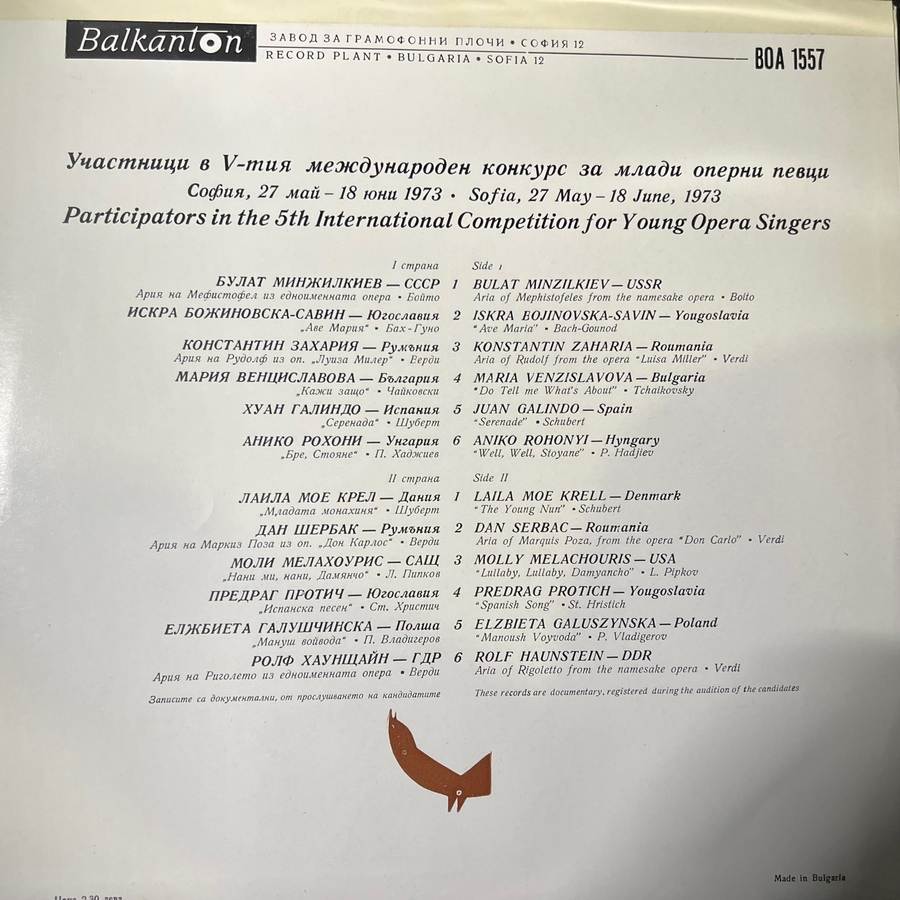 Balkanton
ЗАВОД ЗА ГРАМОФОННИ ПЛОЧИ • СОФИЯ 12
RECORD PLANT • BULGARIA • SOFIA 12
ВОА 1557
Участници в V-тия международен конкурс за млади оперни певци
София, 27 май – 18 юни 1973 • Sofia, 27 May – 18 June, 1973
Participators in the 5th International Competition for Young Opera Singers
I страна
Side I
БУЛАТ МИНЖИЛКИЕВ — СССР 1 BULAT MINZILKIEV — USSR
Ария на Мефистофел из едноименната опера • Бойто
Aria of Mephistofeles from the namesake opera • Boito
ИСКРА БОЖИНОВСКА-САВИН — Югославия 2 ISKRA BOJINOVSKA-SAVIN — Yougoslavia
„Аве Мария“ • Бах-Гуно
"Ave Maria" • Bach-Gounod
КОНСТАНТИН ЗАХАРИЯ — Румъния 3 KONSTANTIN ZAHARIA — Roumania
Ария на Рудолф из оп. „Луиза Милер“ • Верди
Aria of Rudolf from the opera "Luisa Miller" • Verdi
МАРИЯ ВЕНЦИСЛАВОВА — България 4 MARIA VENZISLAVOVA — Bulgaria
„Кажи защо“ • Чайковски
"Do Tell me What's About" • Tchaikovsky
ХУАН ГАЛИНДО — Испания 5 JUAN GALINDO — Spain
„Серенада“ • Шуберт
"Serenade" • Schubert
АНИКО РОХОНИ — Унгария 6 ANIKO ROHONYI — Hyngary
„Бре, Стояне“ • П. Хаджиев
"Well, Well, Stoyane" • P. Hadjiev
II страна
Side II
ЛАИЛА МОЕ КРЕЛ — Дания 1 LAILA MOE KRELL — Denmark
„Младата монахиня“ • Шуберт
"The Young Nun" • Schubert
ДАН ШЕРБАК — Румъния 2 DAN SERBAC — Roumania
Ария на Маркиз Поза из оп. „Дон Карлос“ • Верди
Aria of Marquis Poza, from the opera "Don Carlo" • Verdi
МОЛИ МЕЛАХОУРИС — САЩ 3 MOLLY MELACHOURIS — USA
„Нани ми, нани, Дамянчо“ • Л. Пипков
"Lullaby, Lullaby, Damyancho" • L. Pipkov
ПРЕДРАГ ПРОТИЧ — Югославия 4 PREDRAG PROTICH — Yougoslavia
„Испанска песен“ • Ст. Христич
"Spanish Song" • St. Hristich
ЕЛЖБИЕТА ГАЛУШЧИНСКА — Полша 5 ELZBIETA GALUSZYNSKA — Poland
„Мануш войвода“ • П. Владигеров
"Manoush Voyvoda" • P. Vladigerov
РОЛФ ХАУНЩАЙН — ГДР 6 ROLF HAUNSTEIN — DDR
Ария на Риголето из едноименната опера • Верди
Aria of Rigoletto from the namesake opera • Verdi
Записите са документални, от прослушването на кандидатите
These records are documentary, registered during the audition of the candidates
Made in Bulgaria
Цена 2,30 лева